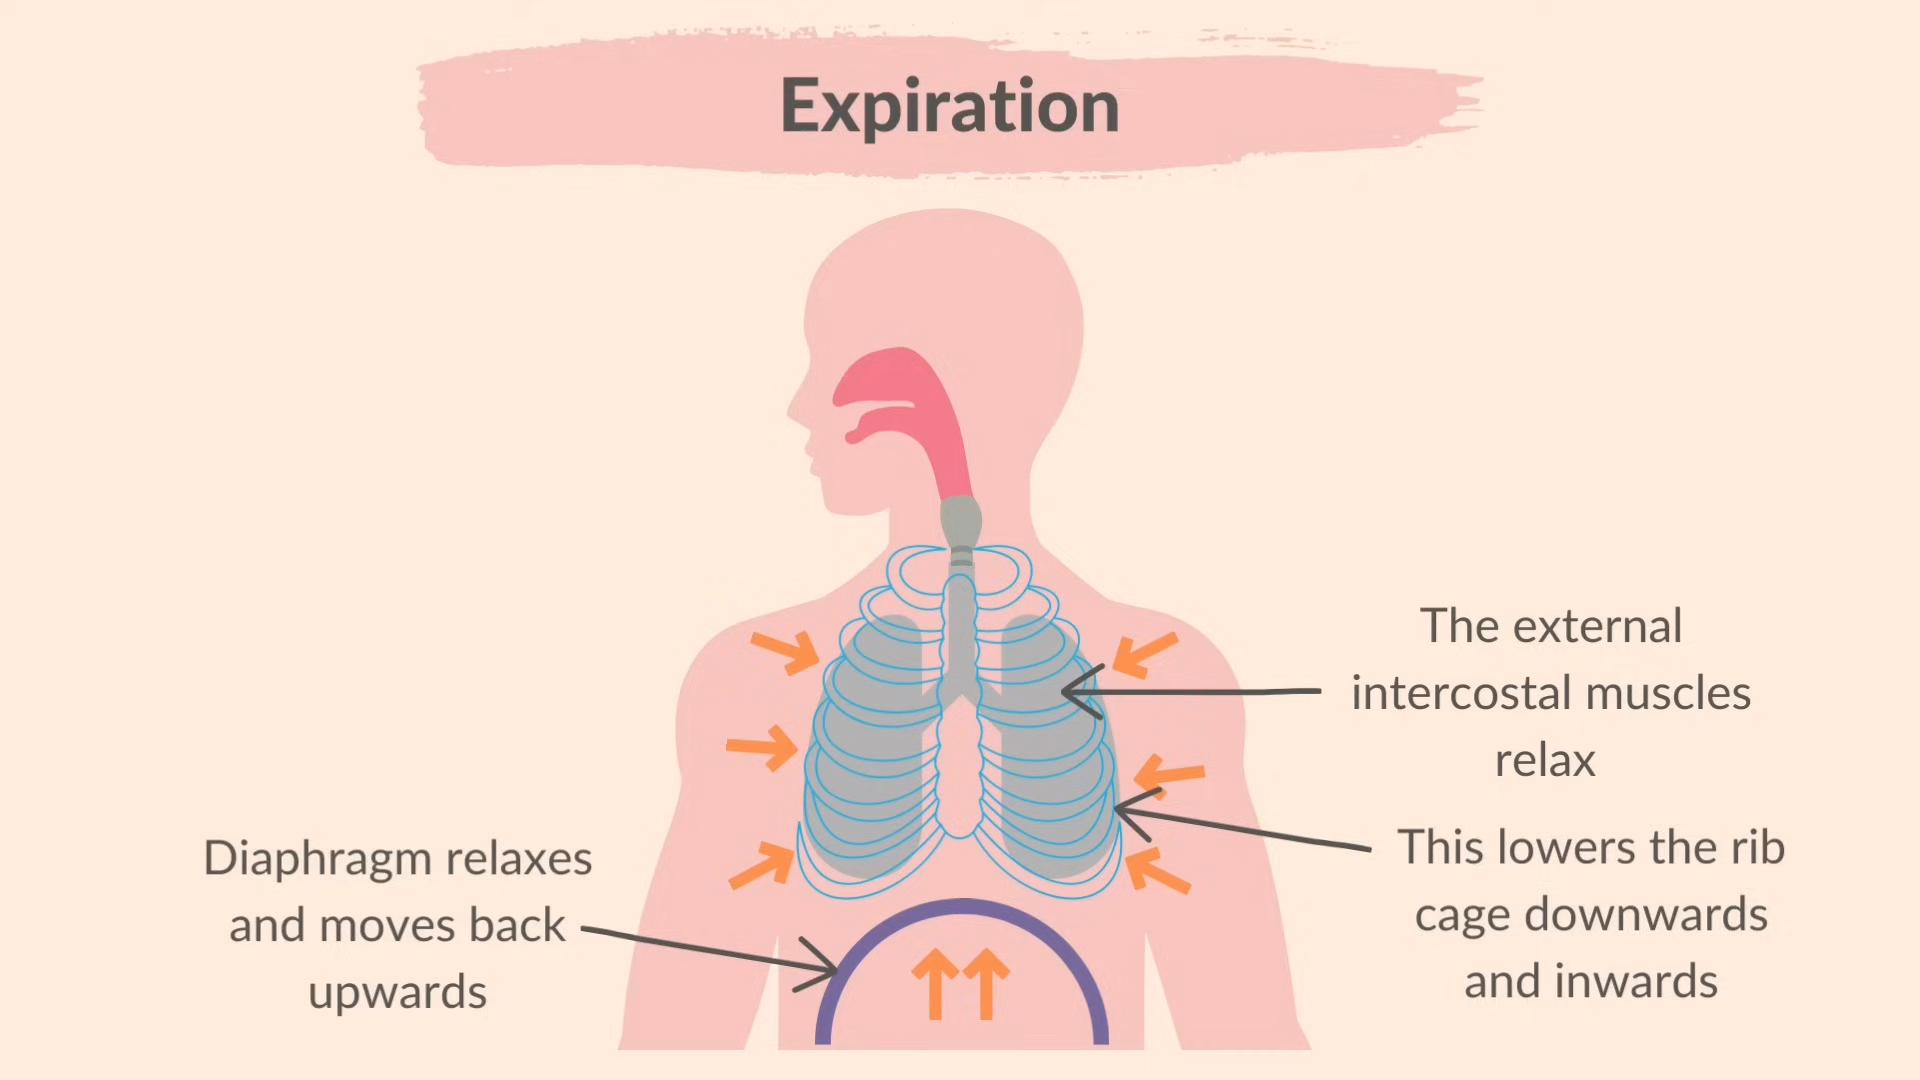 Expiration
The external
intercostal muscles
relax
This lowers the rib
cage downwards
and inwards
Diaphragm relaxes
and moves back
upwards